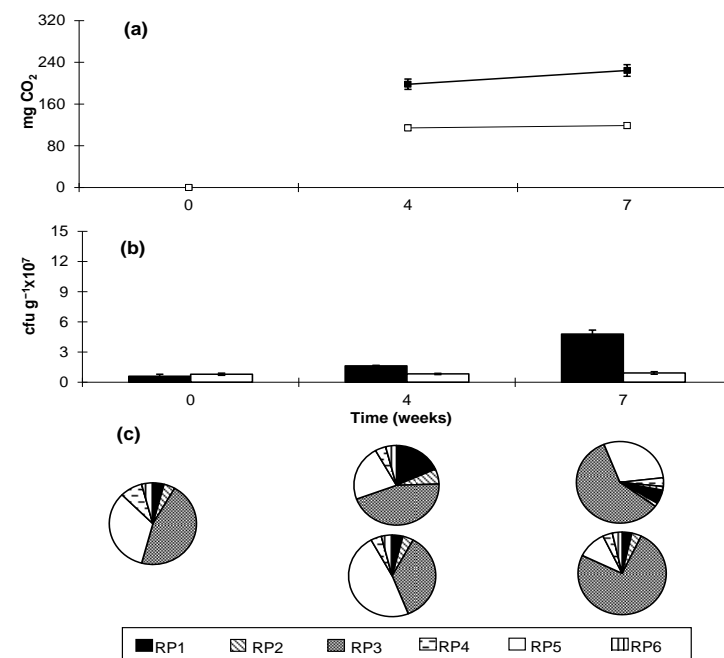 (a)
320
240
160
80
0
mg CO₂
0 4 7
(b)
15
12
9
6
3
0
cfu g⁻¹x10⁷
0 4 7
Time (weeks)
(c)
RP1 RP2 RP3 RP4 RP5 RP6